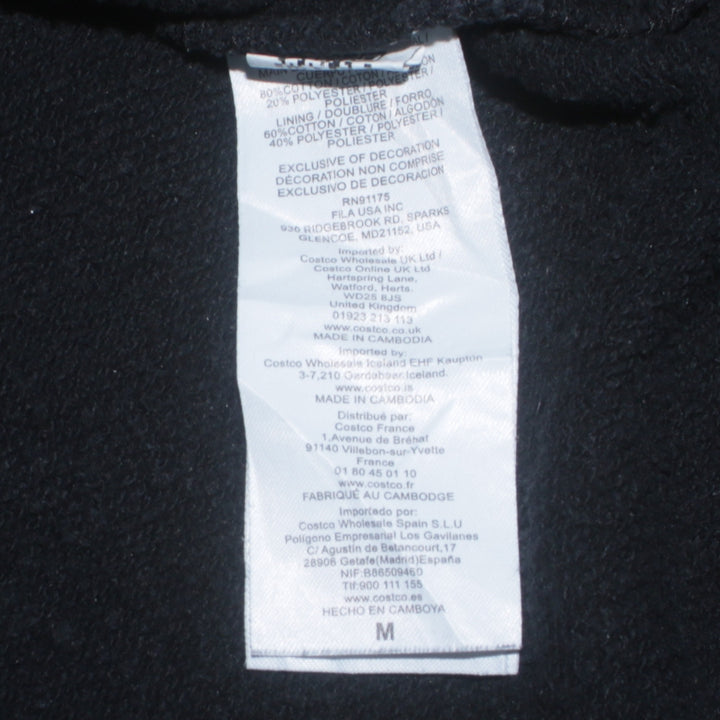 CUERPO
80%COTTON / COTON /
20% POLYESTER / POLYESTER /
POLIESTER
LINING / DOUBLURE / FORRO
60%COTTON / COTON / ALGODÓN
40% POLYESTER / POLYESTER /
POLIESTER
EXCLUSIVE OF DECORATION
DÉCORATION NON COMPRISE
EXCLUSIVO DE DECORACION
RN91175
FILA USA INC
936 RIDGEBROOK RD, SPARKS
GLENCOE, MD21152, USA
Imported by:
Costco Wholesale UK Ltd /
Costco Online UK Ltd
Hartspring Lane,
Watford, Herts.
WD25 8JS
United Kingdom
01923 213 113
www.costco.co.uk
MADE IN CAMBODIA
Imported by:
Costco Wholesale Iceland EHF Kauptun
3-7,210 Iceland.
www.costco.is
MADE IN CAMBODIA
Distribué par:
Costco France
1,Avenue de Bréhat
91140 Villebon-sur-Yvette
France
01 80 45 01 10
www.costco.fr
FABRIQUÉ AU CAMBODGE
Importado por:
Costco Wholesale Spain S.L.U
Polígono Empresarial Los Gavilanes
C/ Agustin de Betancourt,17
28906 Getafe(Madrid)España
NIF:B86509460
Tlf:900 111 155
www.costco.es
HECHO EN CAMBOYA
M